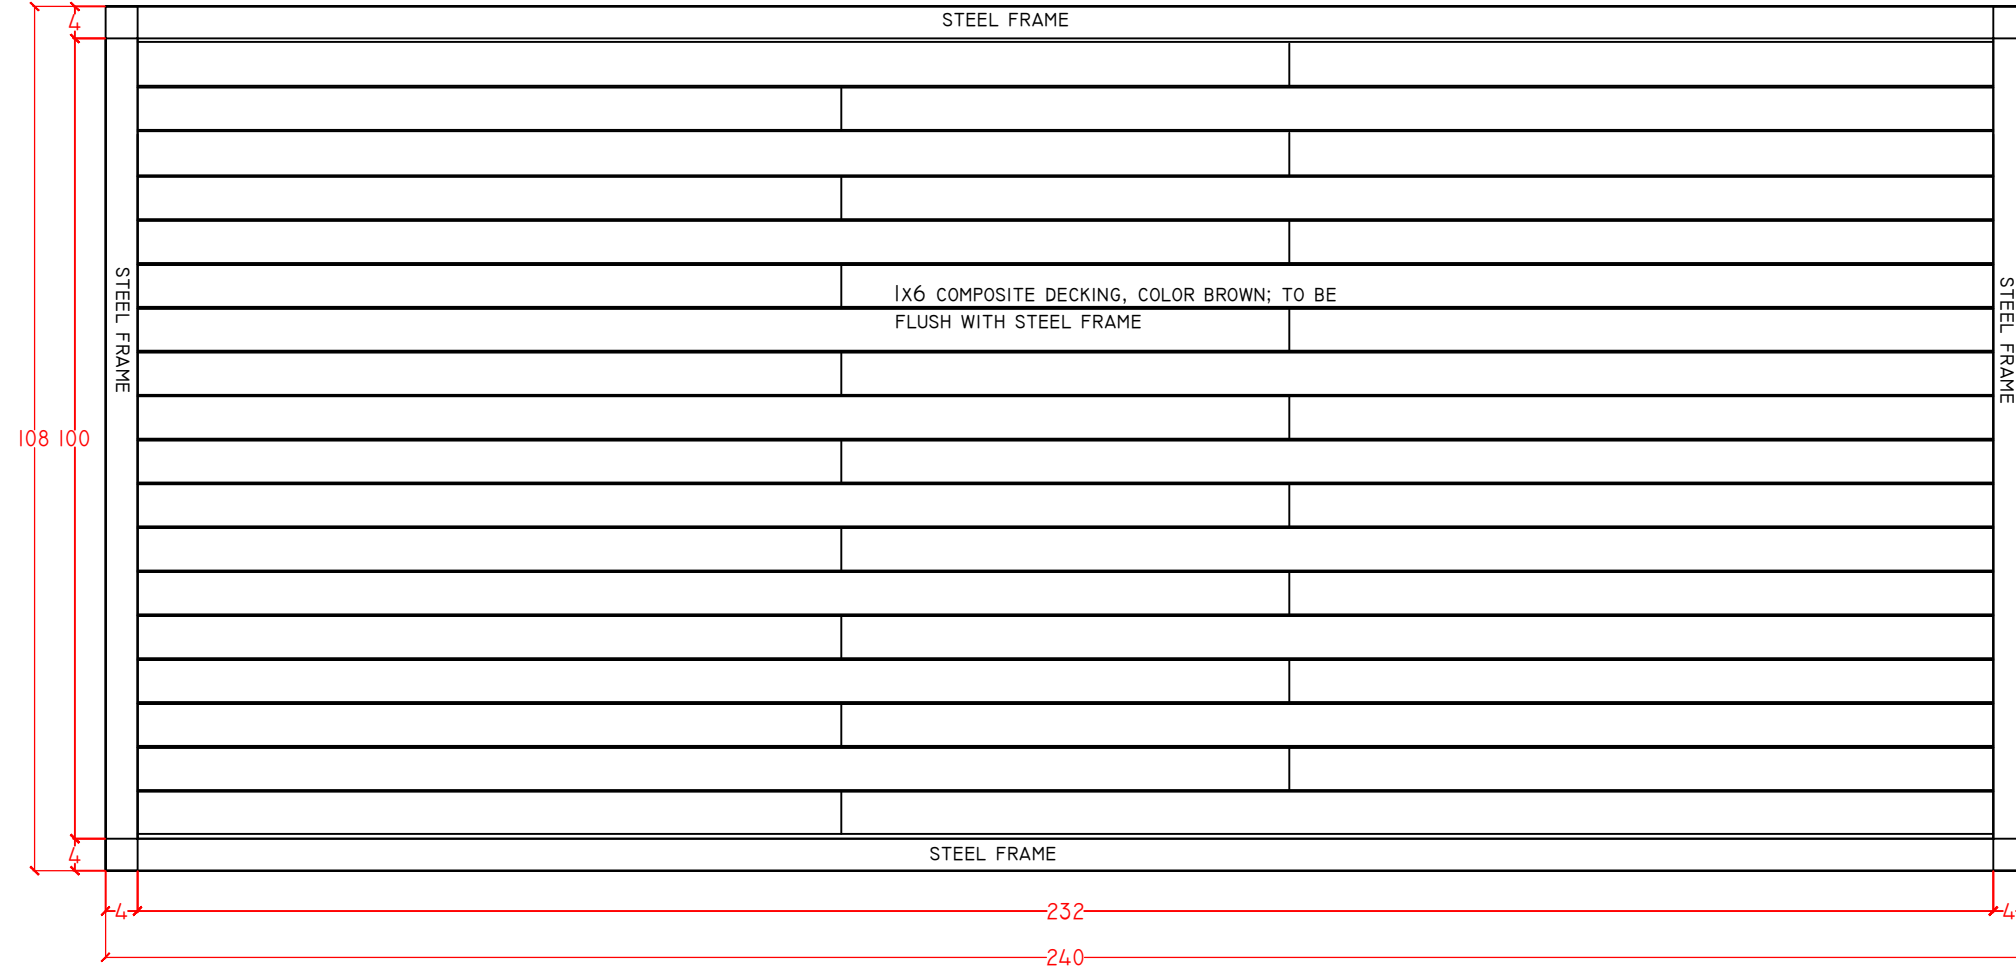 4
STEEL FRAME
STEEL FRAME
1X6 COMPOSITE DECKING, COLOR BROWN; TO BE
FLUSH WITH STEEL FRAME
STEEL FRAME
108 100
4
STEEL FRAME
4 232 4
240